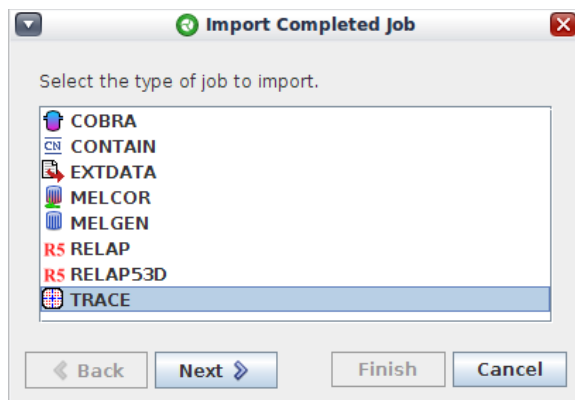 Import Completed Job
Select the type of job to import.
COBRA
CN CONTAIN
EXTDATA
MELCOR
MELGEN
R5 RELAP
R5 RELAP53D
TRACE
Back Next Finish Cancel